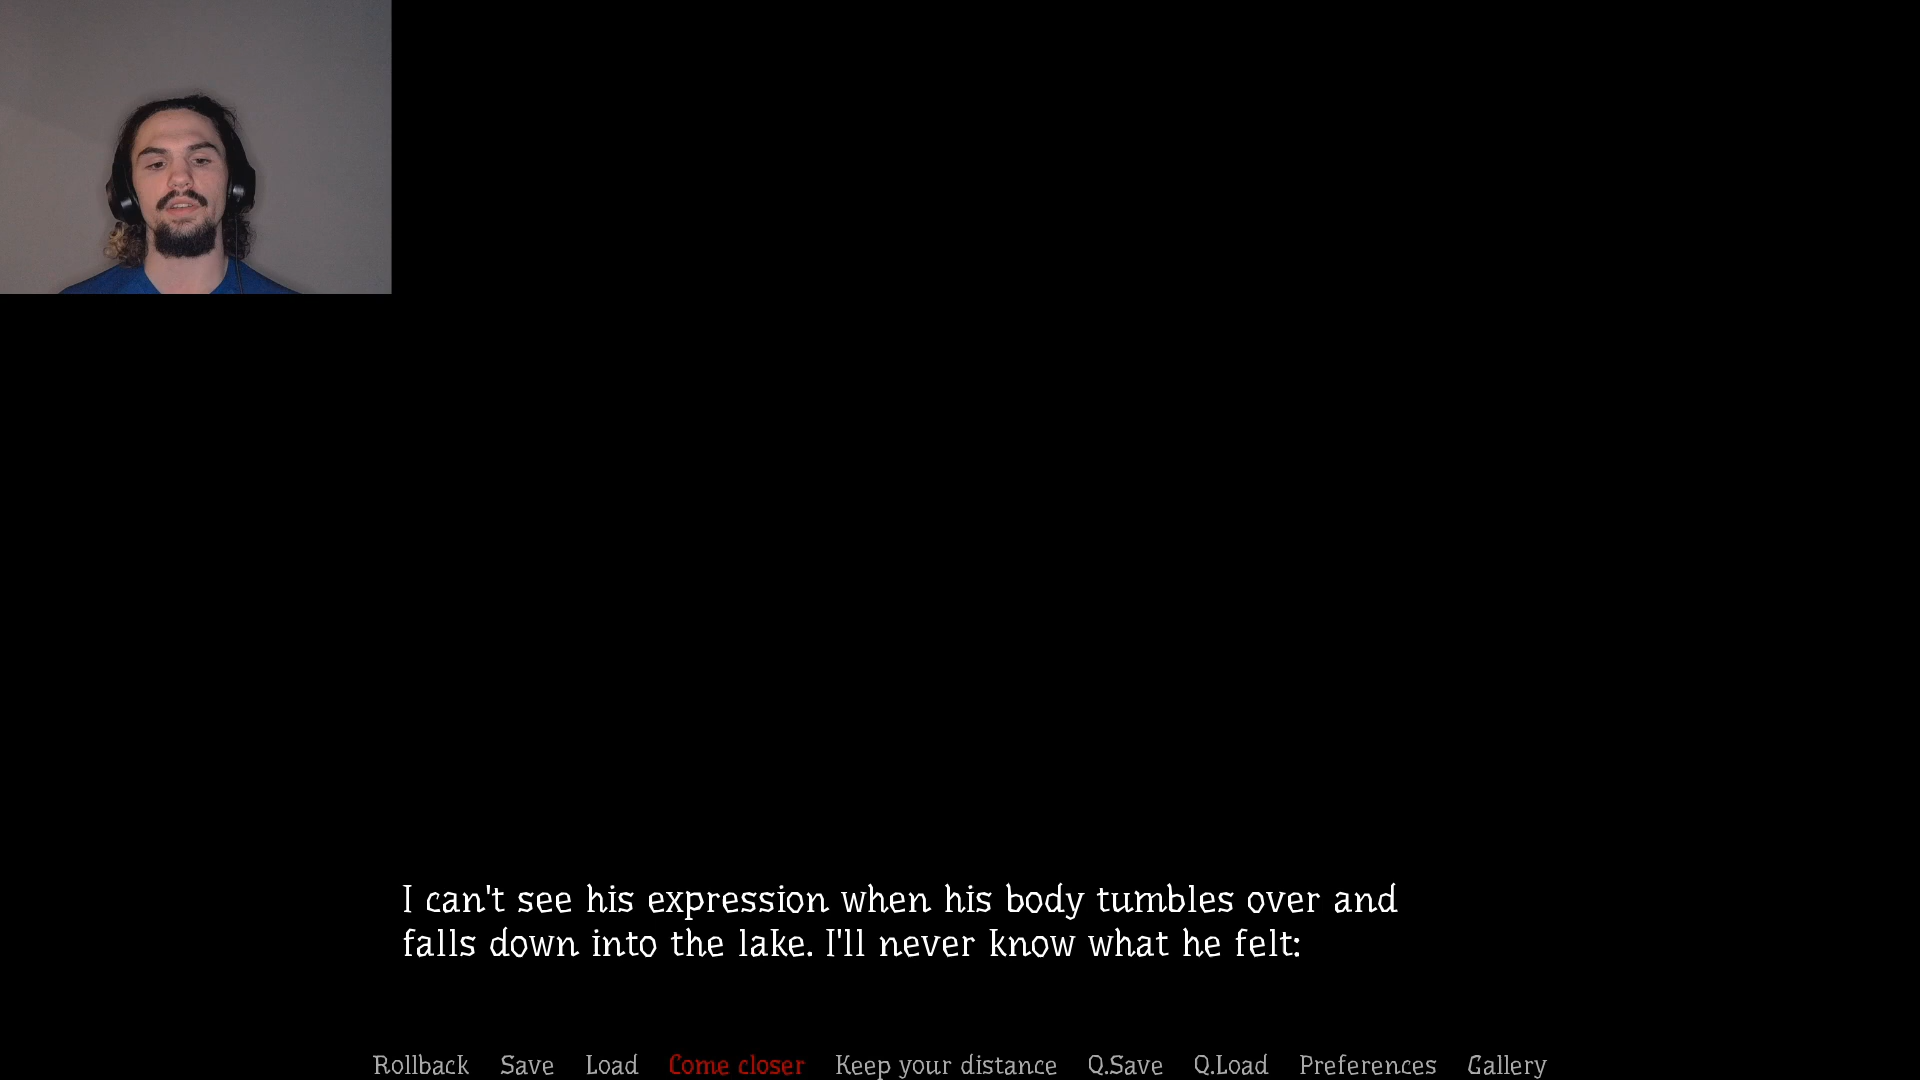 I can't see his expression when his body tumbles over and
falls down into the lake. I'll never know what he felt:
Rollback Save Load Come closer Keep your distance Q.Save Q.Load Preferences Gallery